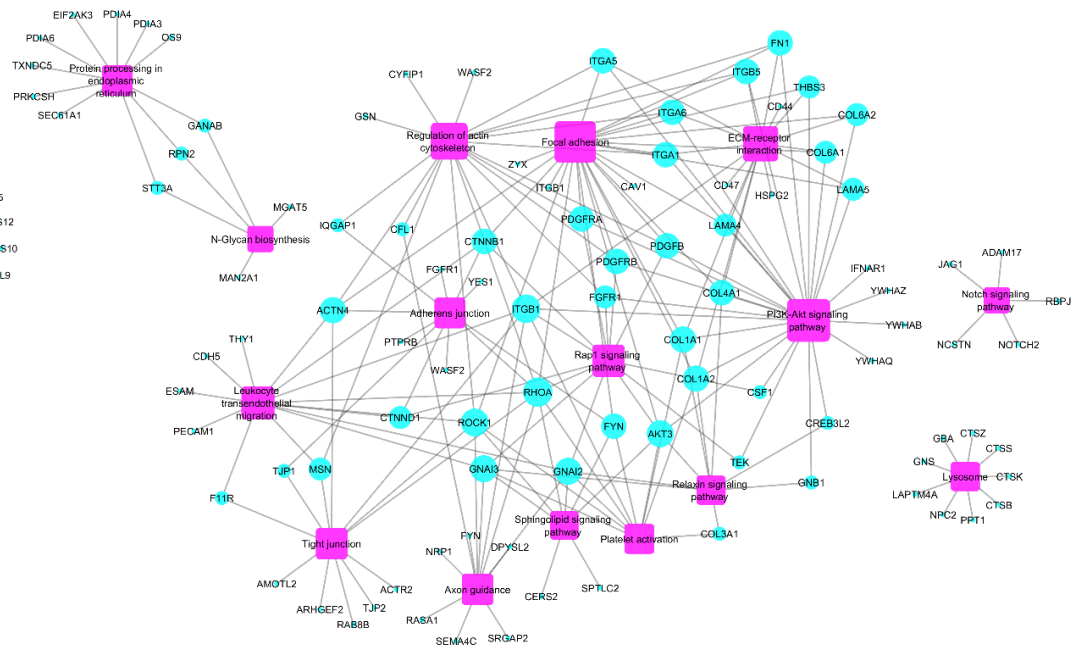 EIF2AK3
PDIA4
PDIA3
PDIA6
OS9
TXNDC5
Protein processing in
endoplasmic
reticulum
PRKCSH
SEC61A1
GANAB
RPN2
STT3A
MGAT5
N-Glycan biosynthesis
MAN2A1
5
S12
S10
L9
CYFIP1
WASF2
GSN
Regulation of actin
cytoskeleton
ITGA5
FN1
ITGB5
THBS3
CD44
COL6A2
ITGA6
Focal adhesion
ECM-receptor
interaction
ITGA1
COL6A1
ZYX
ITGB1
CAV1
CD47
HSPG2
LAMA5
IQGAP1
CFL1
PDGFRA
LAMA4
CTNNB1
PDGFB
PDGFRB
FGFR1
YES1
FGFR1
COL4A1
IFNAR1
YWHAZ
ACTN4
Adherens junction
ITGB1
PI3K-Akt signaling
pathway
YWHAB
YWHAQ
ADAM17
JAG1
Notch signaling
pathway
RBPJ
NCSTN
NOTCH2
THY1
PTPRB
COL1A1
CDH5
WASF2
Rap1 signaling
pathway
COL1A2
ESAM
Leukocyte
transendothelial
migration
RHOA
CSF1
PECAM1
CTNND1
ROCK1
FYN
AKT3
CREB3L2
TJP1
MSN
GNAI3
GNAI2
TEK
GNB1
F11R
Relaxin signaling
pathway
GBA
CTSZ
GNS
CTSS
Lysosome
CTSK
LAPTM4A
CTSB
NPC2
PPT1
Sphingolipid signaling
pathway
Platelet activation
COL3A1
Tight junction
FYN
NRP1
DPYSL2
AMOTL2
ACTR2
Axon guidance
CERS2
SPTLC2
ARHGEF2
TJP2
RAB8B
RASA1
SEMA4C
SRGAP2